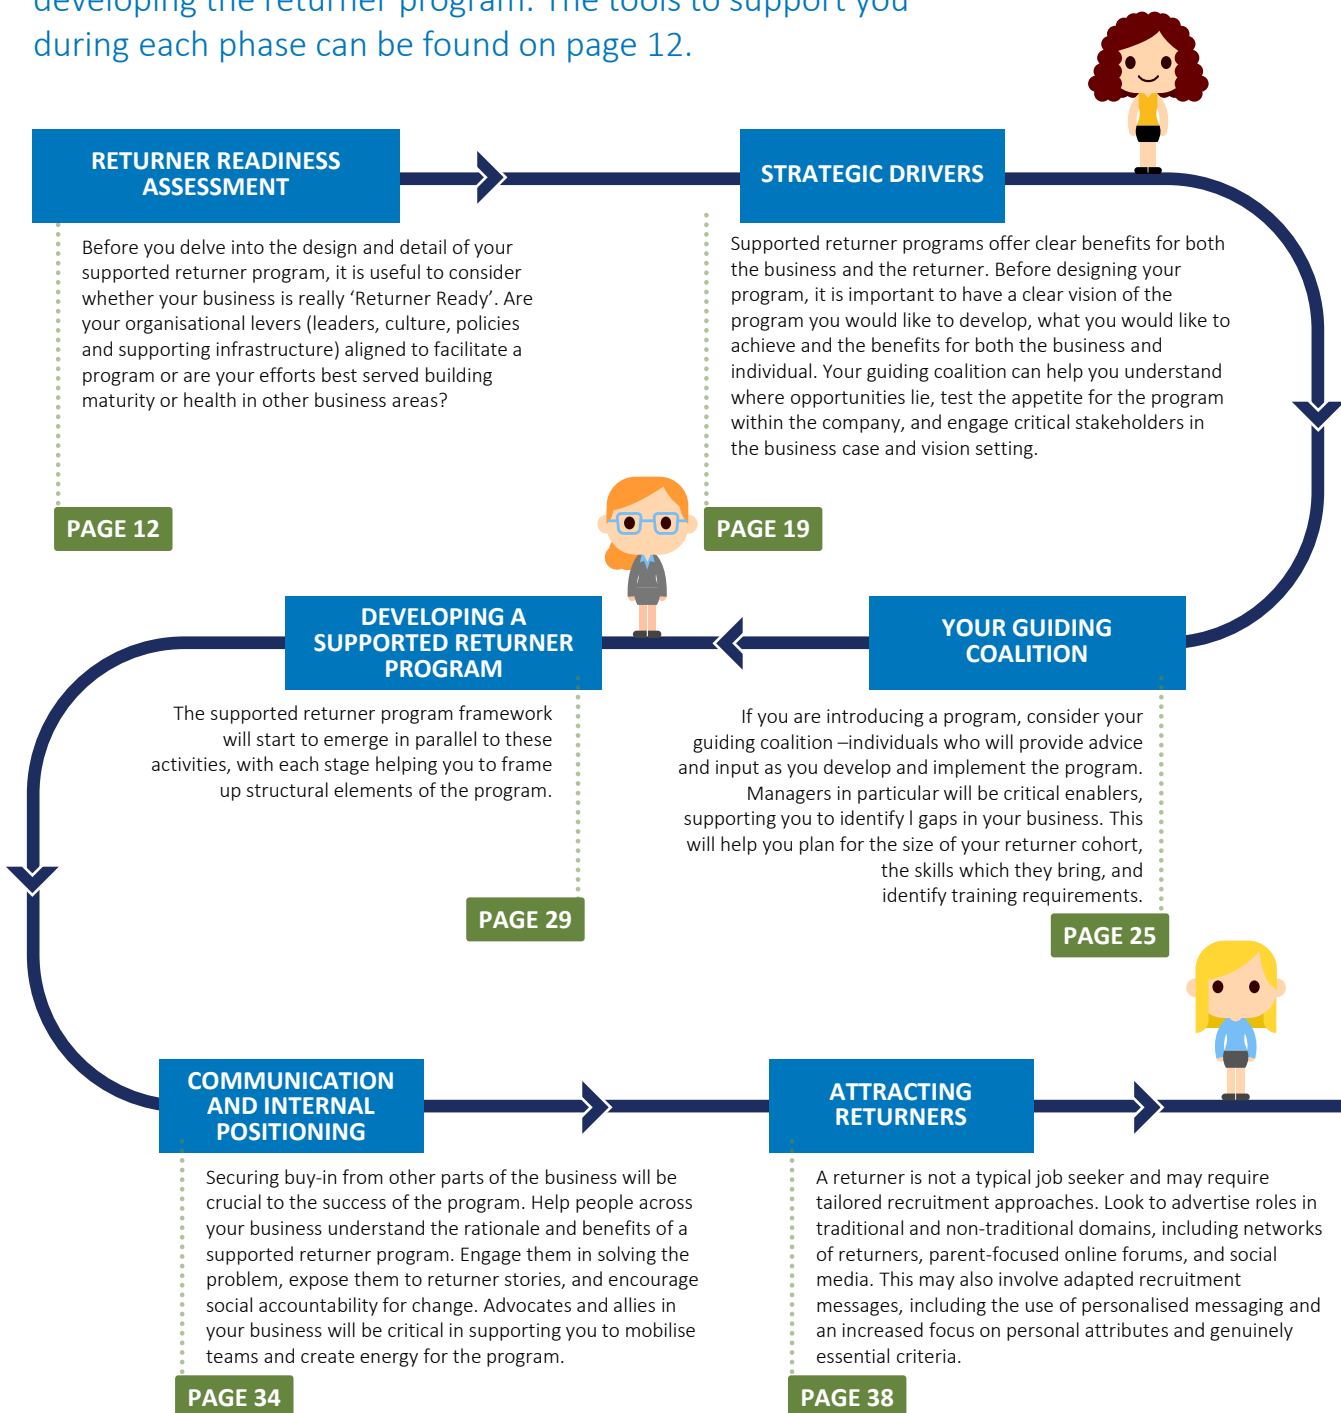 developing the returner program. The tools to support you
during each phase can be found on page 12.
RETURNER READINESS
ASSESSMENT
Before you delve into the design and detail of your
supported returner program, it is useful to consider
whether your business is really ‘Returner Ready’. Are
your organisational levers (leaders, culture, policies
and supporting infrastructure) aligned to facilitate a
program or are your efforts best served building
maturity or health in other business areas?
PAGE 12
STRATEGIC DRIVERS
Supported returner programs offer clear benefits for both
the business and the returner. Before designing your
program, it is important to have a clear vision of the
program you would like to develop, what you would like to
achieve and the benefits for both the business and
individual. Your guiding coalition can help you understand
where opportunities lie, test the appetite for the program
within the company, and engage critical stakeholders in
the business case and vision setting.
PAGE 19
YOUR GUIDING
COALITION
If you are introducing a program, consider your
guiding coalition –individuals who will provide advice
and input as you develop and implement the program.
Managers in particular will be critical enablers,
supporting you to identify l gaps in your business. This
will help you plan for the size of your returner cohort,
the skills which they bring, and
identify training requirements.
PAGE 25
DEVELOPING A
SUPPORTED RETURNER
PROGRAM
The supported returner program framework
will start to emerge in parallel to these
activities, with each stage helping you to frame
up structural elements of the program.
PAGE 29
COMMUNICATION
AND INTERNAL
POSITIONING
Securing buy-in from other parts of the business will be
crucial to the success of the program. Help people across
your business understand the rationale and benefits of a
supported returner program. Engage them in solving the
problem, expose them to returner stories, and encourage
social accountability for change. Advocates and allies in
your business will be critical in supporting you to mobilise
teams and create energy for the program.
PAGE 34
ATTRACTING
RETURNERS
A returner is not a typical job seeker and may require
tailored recruitment approaches. Look to advertise roles in
traditional and non-traditional domains, including networks
of returners, parent-focused online forums, and social
media. This may also involve adapted recruitment
messages, including the use of personalised messaging and
an increased focus on personal attributes and genuinely
essential criteria.
PAGE 38